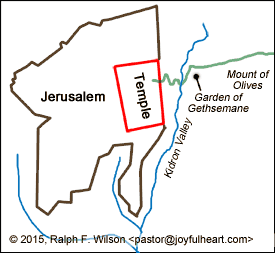 Jerusalem
Temple
Mount of
Olives
Garden of
Gethsemane
Kidron Valley
© 2015, Ralph F. Wilson <pastor@joyfulheart.com>